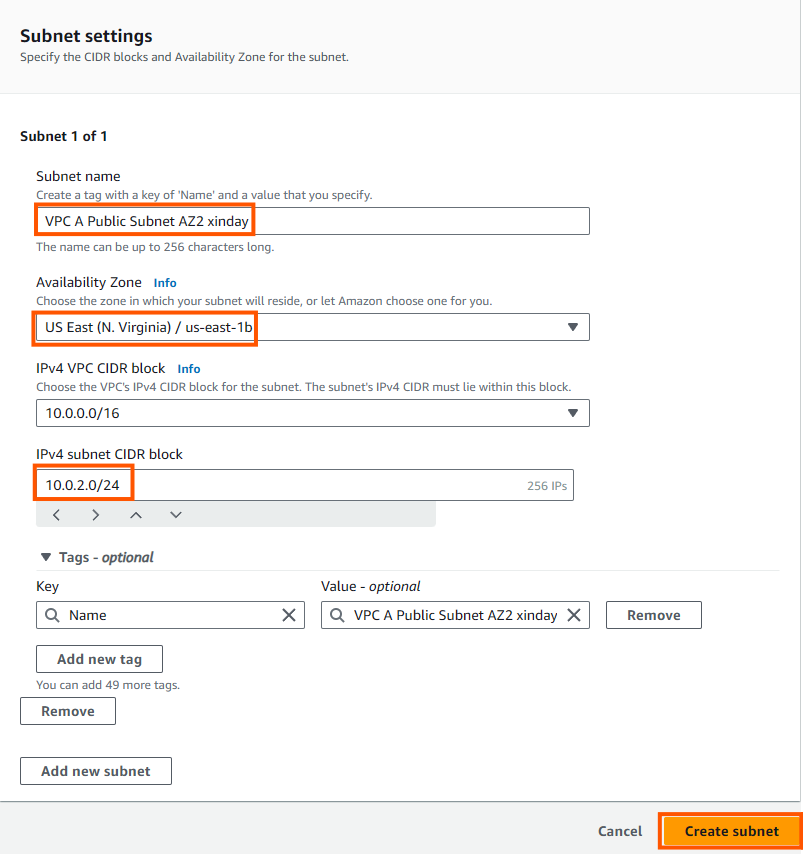 Subnet settings
Specify the CIDR blocks and Availability Zone for the subnet.
Subnet 1 of 1
Subnet name
Create a tag with a key of 'Name' and a value that you specify.
VPC A Public Subnet AZ2 xinday
The name can be up to 256 characters long.
Availability Zone Info
Choose the zone in which your subnet will reside, or let Amazon choose one for you.
US East (N. Virginia) / us-east-1b
IPv4 VPC CIDR block Info
Choose the VPC's IPv4 CIDR block for the subnet. The subnet's IPv4 CIDR must lie within this block.
10.0.0.0/16
IPv4 subnet CIDR block
10.0.2.0/24 256 IPs
Tags - optional
Key Value - optional
Name VPC A Public Subnet AZ2 xinday Remove
Add new tag
You can add 49 more tags.
Remove
Add new subnet
Cancel Create subnet